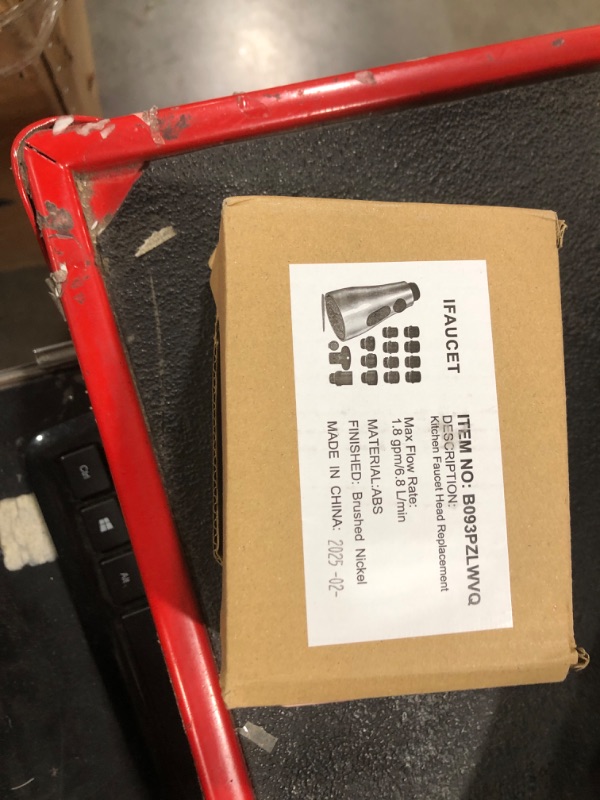 IFAUCET
ITEM NO: B093PZLWVQ
DESCRIPTION:
Kitchen Faucet Head Replacement
Max Flow Rate:
1.8 gpm/6.8 L/min
MATERIAL:ABS
FINISHED: Brushed Nickel
MADE IN CHINA: 2025-02-
Ctrl
Alt